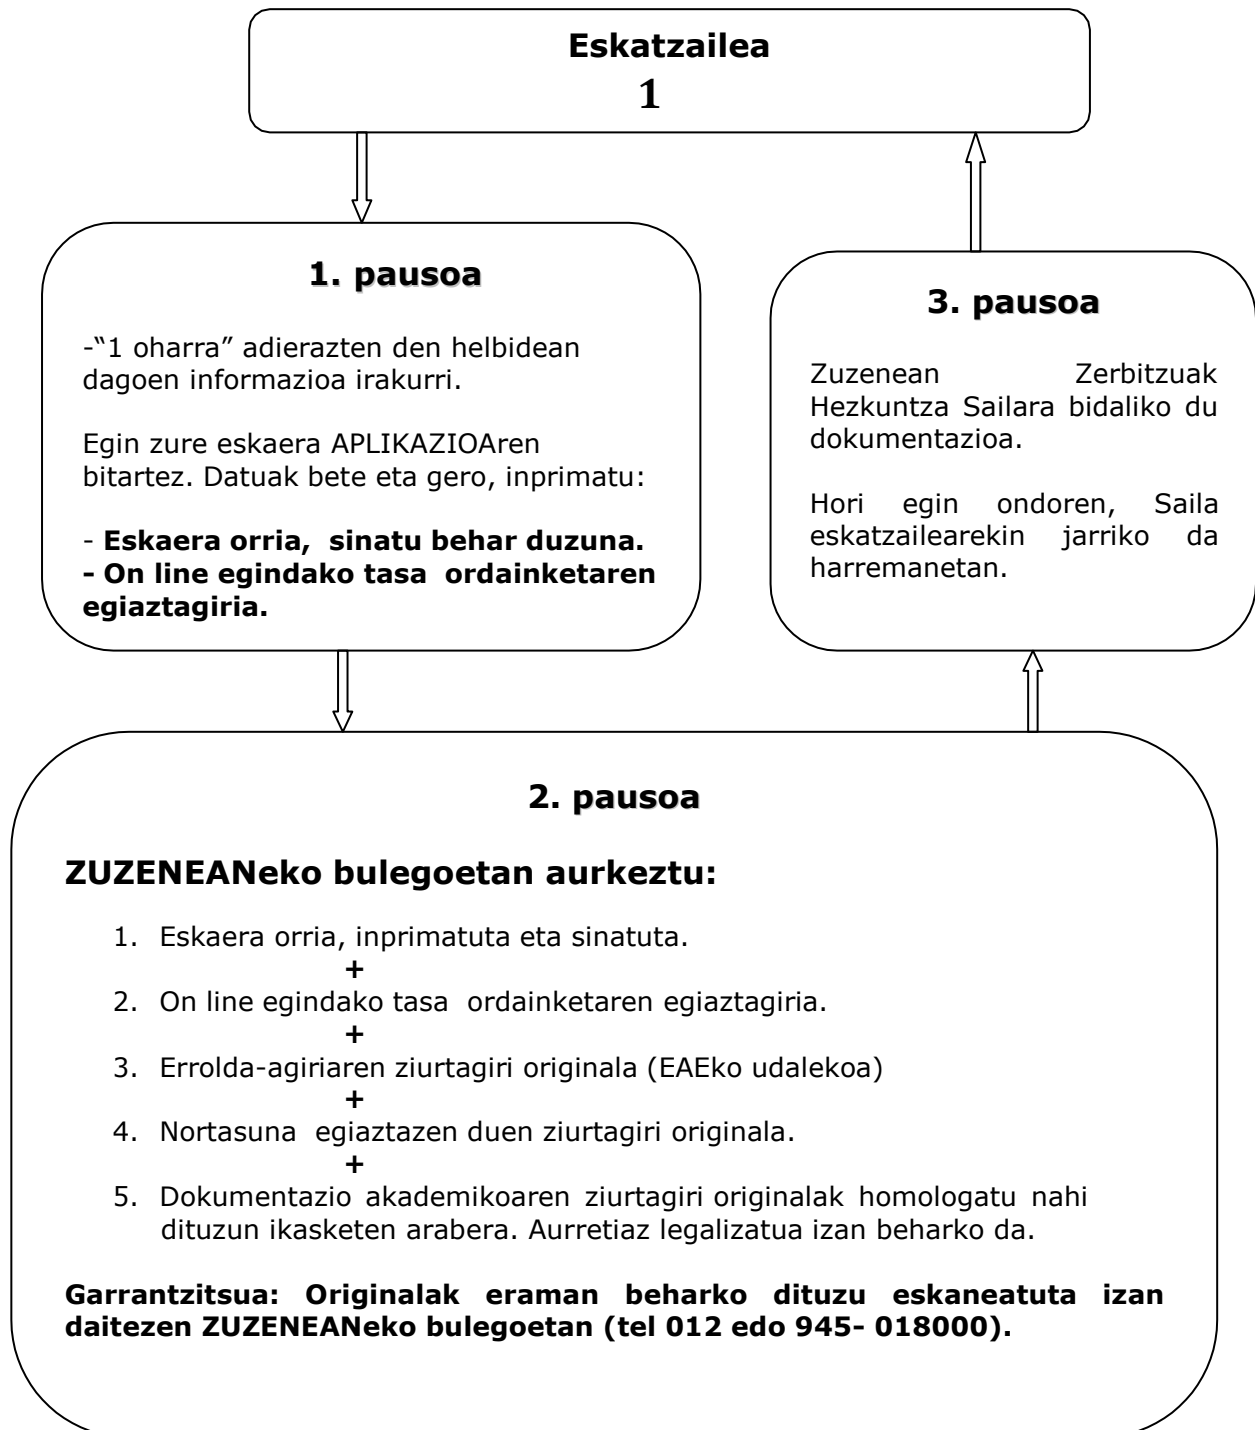 Eskatzailea
1
1. pausoa
-“1 oharra” adierazten den helbidean
dagoen informazioa irakurri.
Egin zure eskaera APLIKAZIOAren
bitartez. Datuak bete eta gero, inprimatu:
- Eskaera orria, sinatu behar duzuna.
- On line egindako tasa ordainketaren
egiaztagiria.
3. pausoa
Zuzenean Zerbitzuak
Hezkuntza Sailara bidaliko du
dokumentazioa.
Hori egin ondoren, Saila
eskatzailearekin jarriko da
harremanetan.
2. pausoa
ZUZENEANeko bulegoetan aurkeztu:
1. Eskaera orria, inprimatuta eta sinatuta.
+
2. On line egindako tasa ordainketaren egiaztagiria.
+
3. Errolda-agiriaren ziurtagiri originala (EAEko udalekoa)
+
4. Nortasuna egiaztazen duen ziurtagiri originala.
+
5. Dokumentazio akademikoaren ziurtagiri originalak homologatu nahi
dituzun ikasketen arabera. Aurretiaz legalizatua izan beharko da.
Garrantzitsua: Originalak eraman beharko dituzu eskaneatuta izan
daitezen ZUZENEANeko bulegoetan (tel 012 edo 945- 018000).